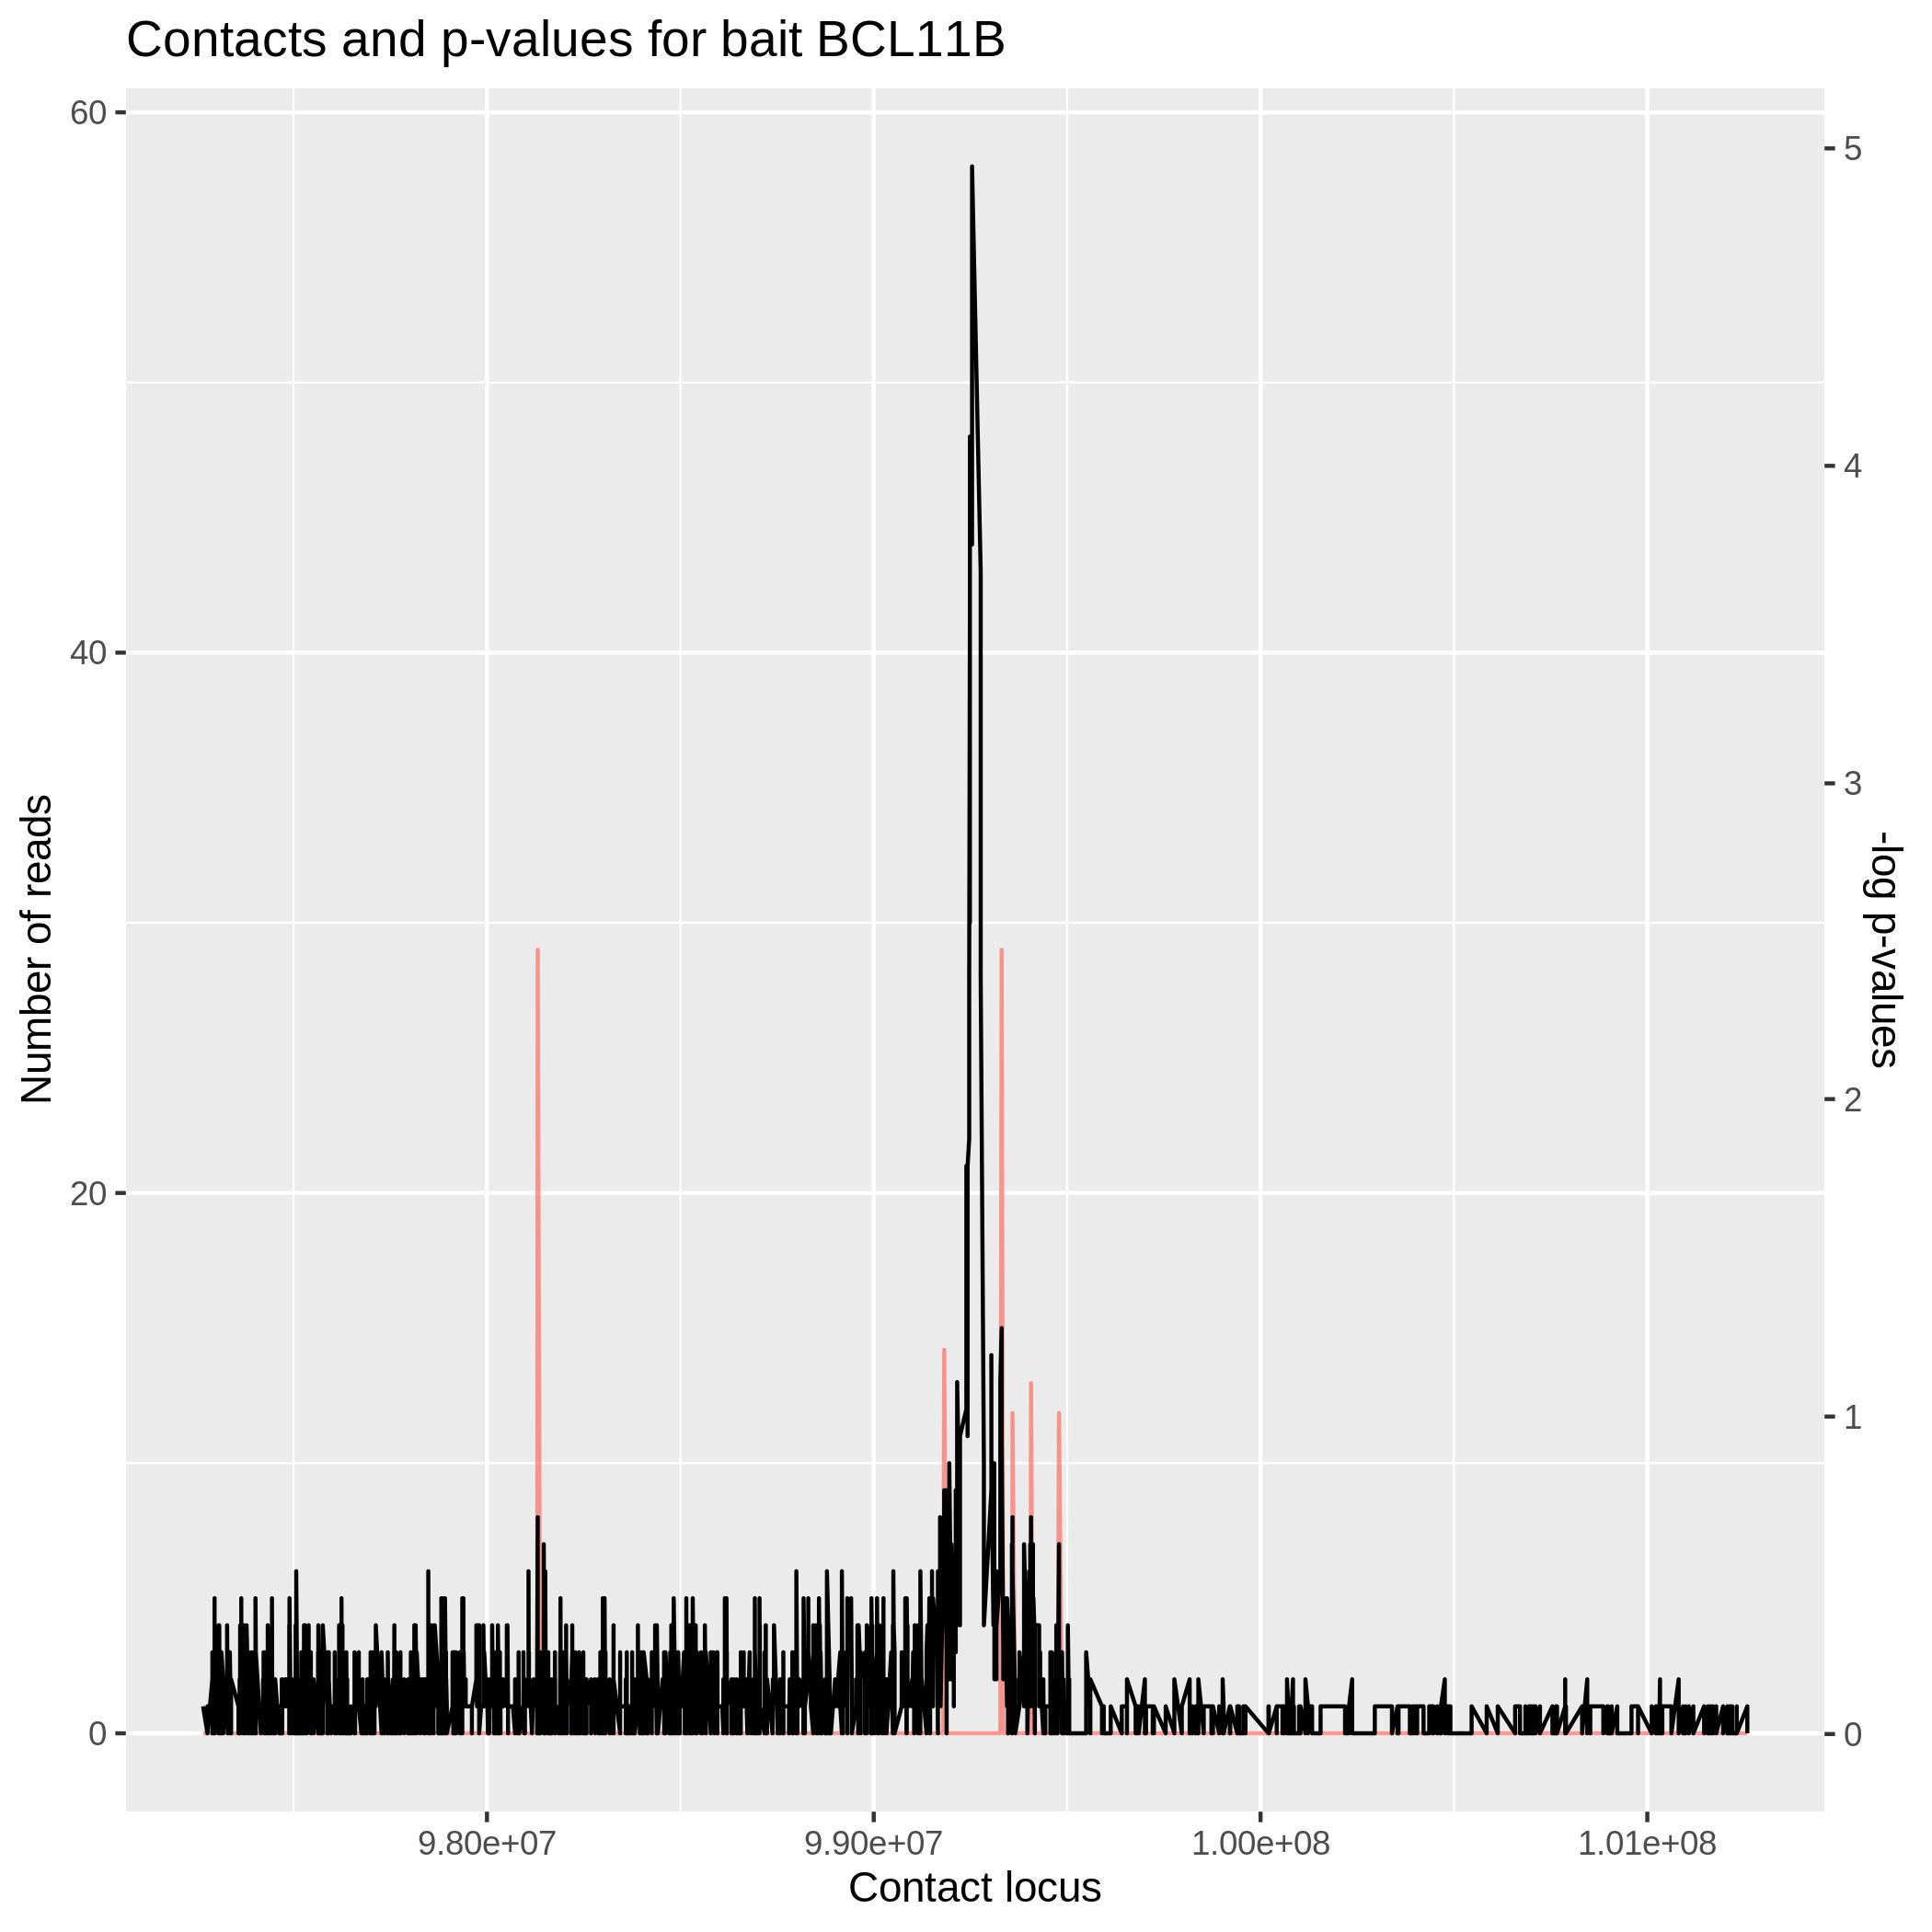 Contacts and p-values for bait BCL11B
60
40
20
0
Number of reads
5
4
3
2
1
0
-log p-values
9.80e+07 9.90e+07 1.00e+08 1.01e+08
Contact locus